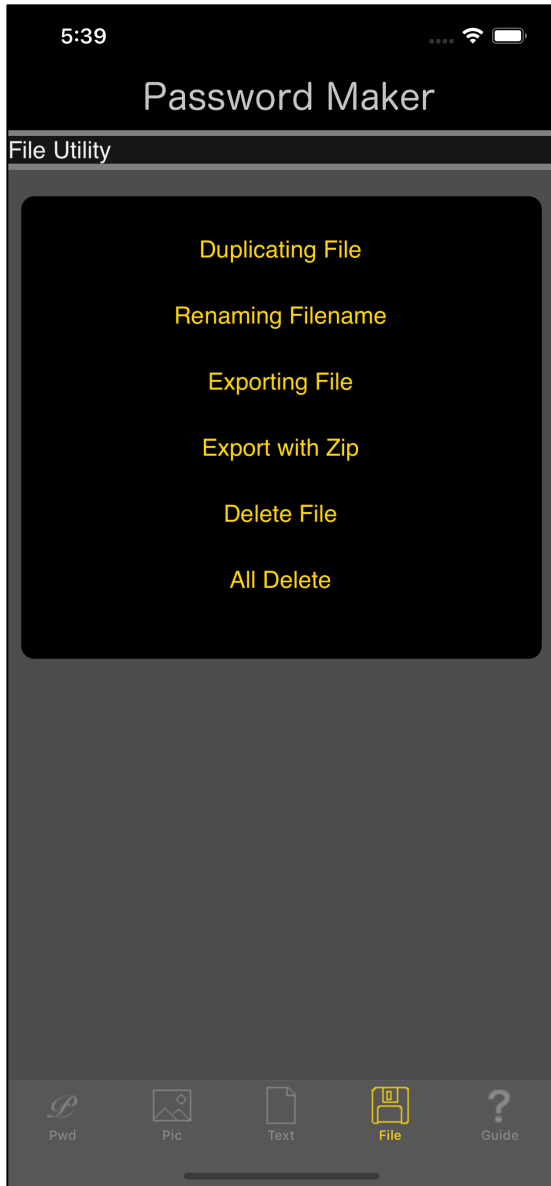 5:39
Password Maker
File Utility
Duplicating File
Renaming Filename
Exporting File
Export with Zip
Delete File
All Delete
Pwd
Pic
Text
File
Guide